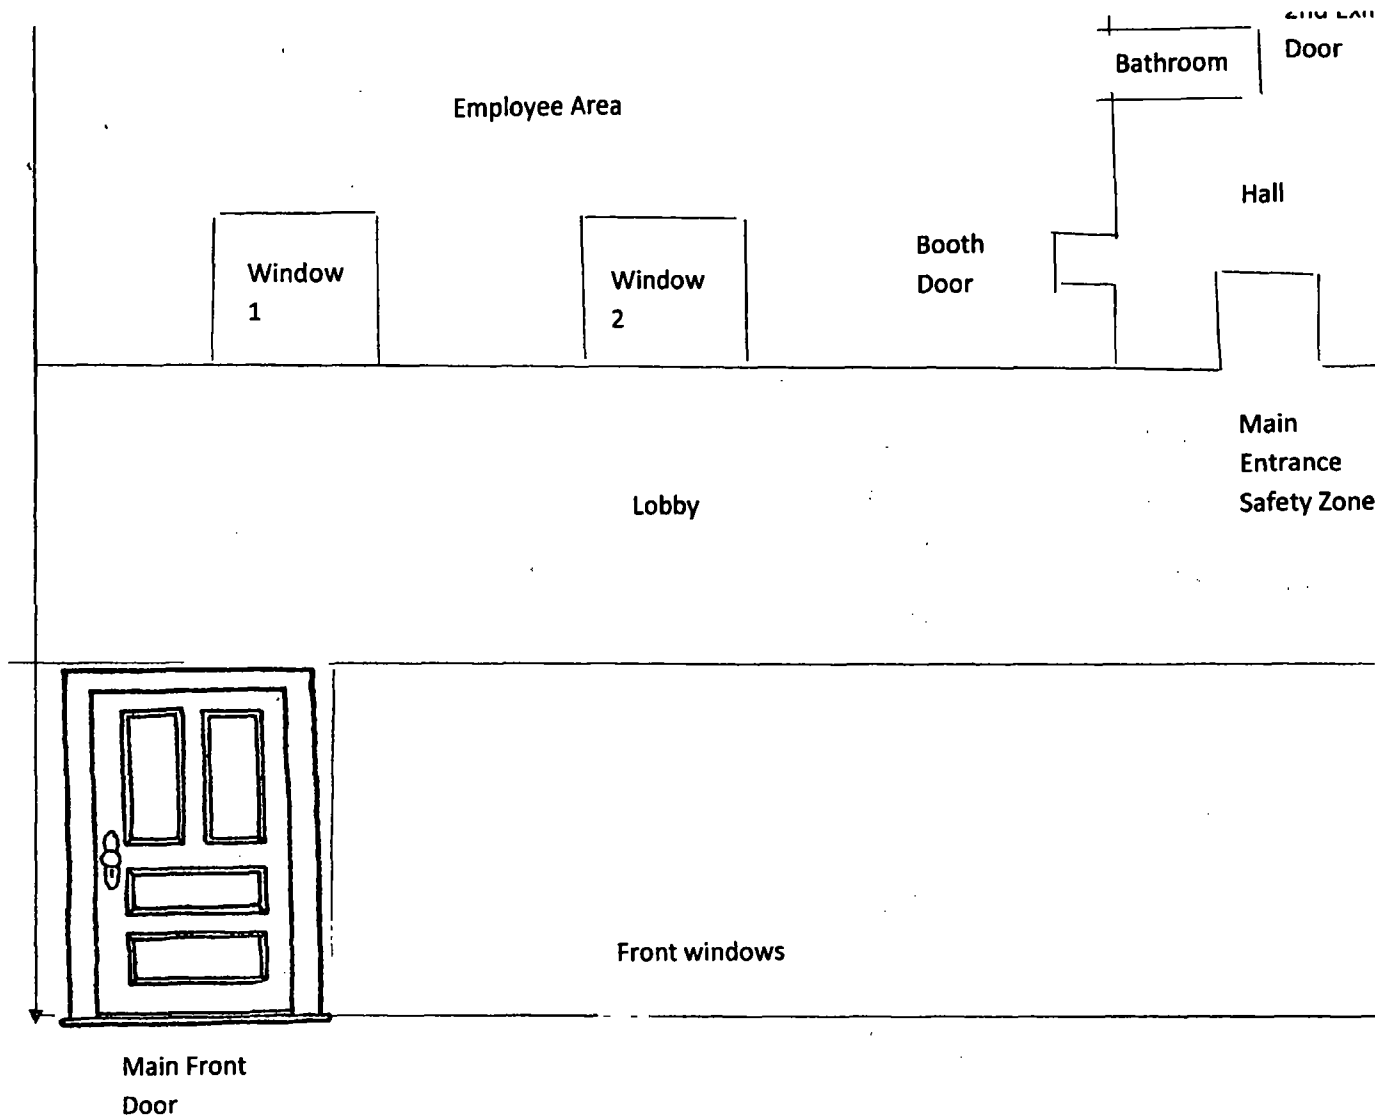 Door
Bathroom
Employee Area
Hall
Booth
Door
Window
1
Window
2
Main
Entrance
Safety Zone
Lobby
Front windows
Main Front
Door